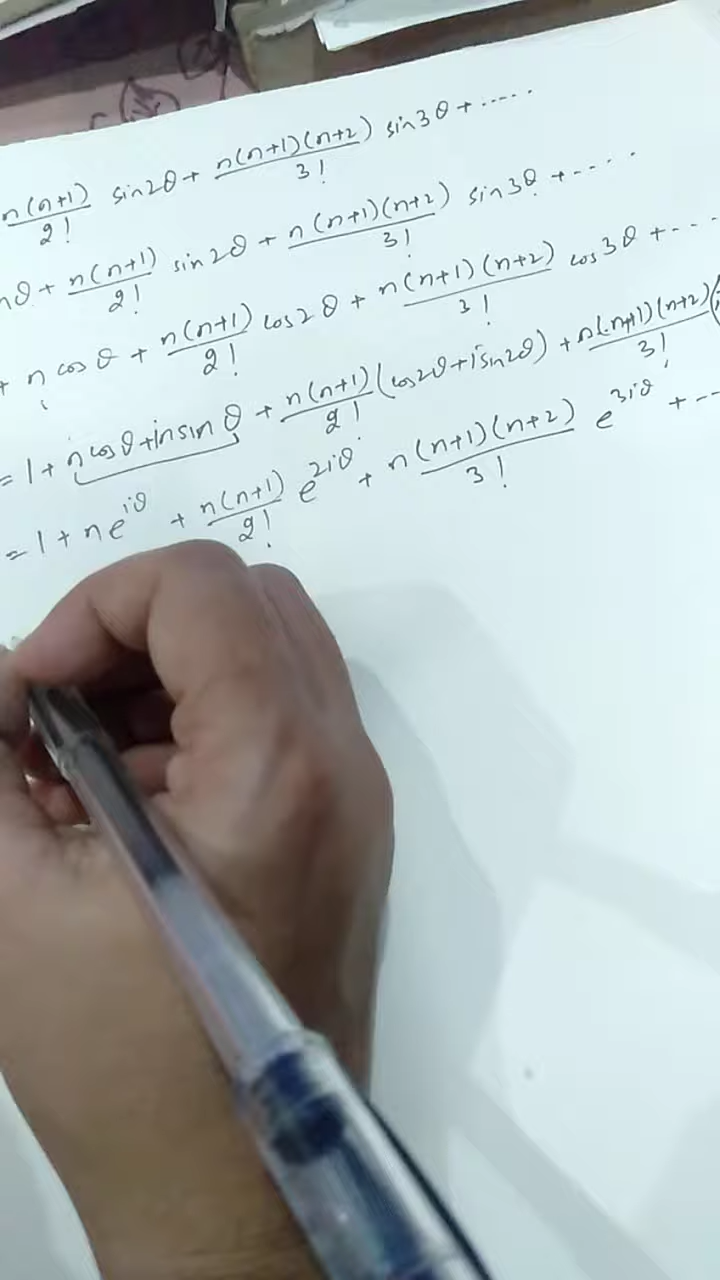 n(n+1)/2! sin2θ + n(n+1)(n+2)/3! sin3θ + .....
nθ + n(n+1)/2! sin2θ + n(n+1)(n+2)/3! sin3θ + ....
+ n cosθ + n(n+1)/2! cos2θ + n(n+1)(n+2)/3! cos3θ + ...
= 1 + n cosθ + i n sinθ + n(n+1)/2! (cos2θ + i sin2θ) + n(n+1)(n+2)/3! (
= 1 + ne^{iθ} + n(n+1)/2! e^{2iθ} + n(n+1)(n+2)/3! e^{3iθ} + --